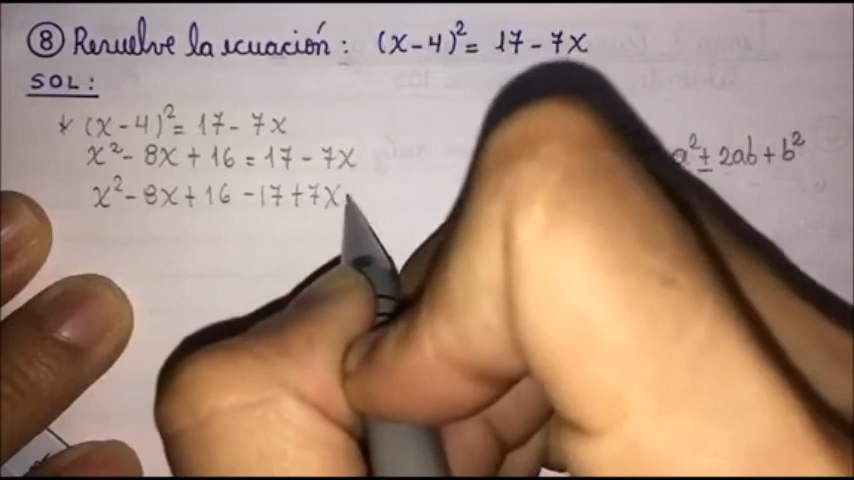 ⑧ Resuelve la ecuación : (x-4)² = 17 - 7x
SOL :
* (x-4)² = 17 - 7x
a² ± 2ab + b²
x² - 8x + 16 = 17 - 7x
x² - 8x + 16 - 17 + 7x